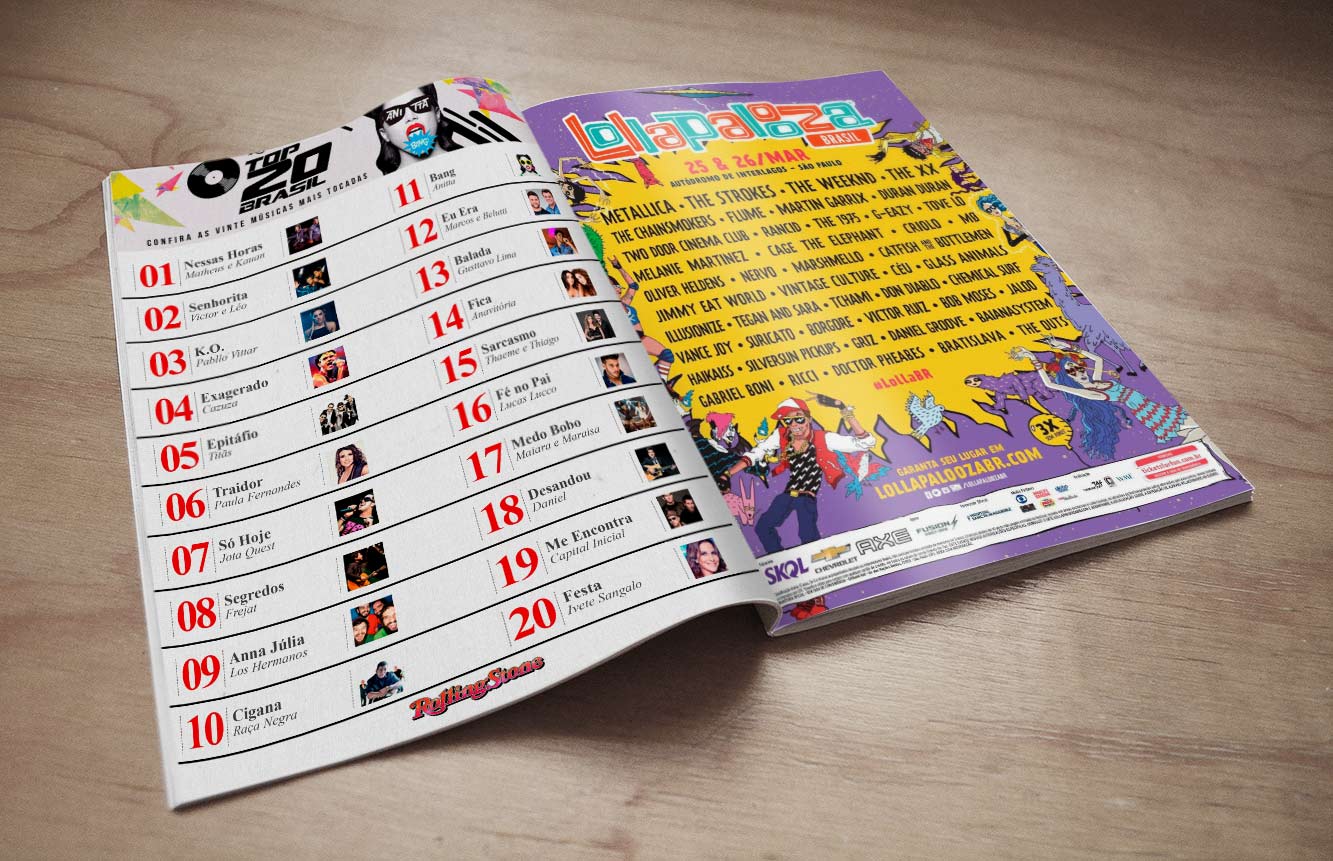 ANITTA
BANG
TOP
20
BRASIL
CONFIRA AS VINTE MÚSICAS MAIS TOCADAS
01 Nessas Horas
Matheus e Kauan
02 Senhorita
Victor e Léo
03 K.O.
Pabllo Vittar
04 Exagerado
Cazuza
05 Epitáfio
Titãs
06 Traidor
Paula Fernandes
07 Só Hoje
Jota Quest
08 Segredos
Frejat
09 Anna Júlia
Los Hermanos
10 Cigana
Raça Negra
11 Bang
Anitta
12 Eu Era
Marcos e Belutti
13 Balada
Gusttavo Lima
14 Fica
Anavitória
15 Sarcasmo
Thaeme e Thiago
16 Fé no Pai
Lucas Lucco
17 Medo Bobo
Maiara e Maraisa
18 Desandou
Daniel
19 Me Encontra
Capital Inicial
20 Festa
Ivete Sangalo
RollingStone
Lollapalooza
BRASIL
25 & 26/MAR
AUTÓDROMO DE INTERLAGOS - SÃO PAULO
METALLICA • THE STROKES • THE WEEKND • THE XX
THE CHAINSMOKERS • FLUME • MARTIN GARRIX • DURAN DURAN
TWO DOOR CINEMA CLUB • RANCID • THE 1975 • G-EAZY • TOVE LO
MELANIE MARTINEZ • CAGE THE ELEPHANT • CRIOLO • MØ
OLIVER HELDENS • NERVO • MARSHMELLO • CATFISH AND THE BOTTLEMEN
JIMMY EAT WORLD • VINTAGE CULTURE • CÉU • GLASS ANIMALS
ILLUSIONIZE • TEGAN AND SARA • TCHAMI • DON DIABLO • CHEMICAL SURF
VANCE JOY • SURICATO • BORGORE • VICTOR RUIZ • BOB MOSES • JALOO
HAIKAISS • SILVERSUN PICKUPS • GRIZ • DANIEL GROOVE • BAIANASYSTEM
GABRIEL BONI • RICCI • DOCTOR PHEABES • BRATISLAVA • THE OUTS
#LollaBR
3X
GARANTA SEU LUGAR EM
LOLLAPALOOZABR.COM
/LOLLAPALOOZABR
SKOL
CHEVROLET
AXE
FUSION
ticketsforfun.com.br